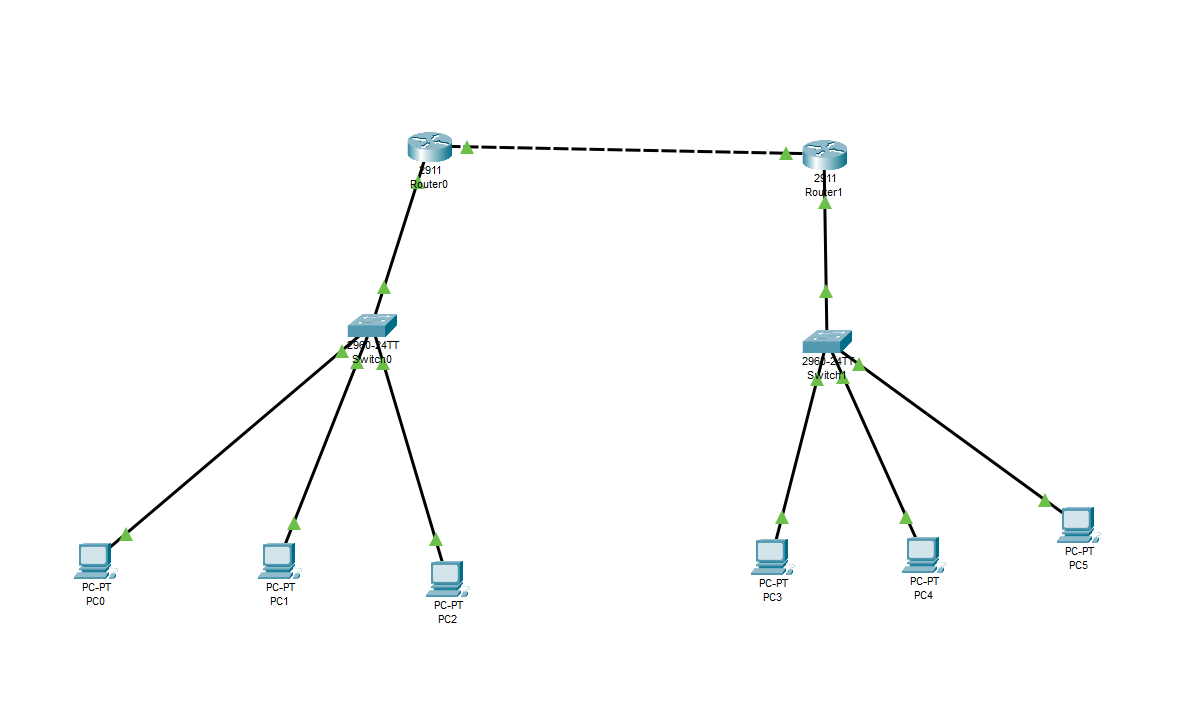 2911
Router0
2911
Router1
2960-24TT
Switch0
2960-24TT
Switch1
PC-PT
PC0
PC-PT
PC1
PC-PT
PC2
PC-PT
PC3
PC-PT
PC4
PC-PT
PC5